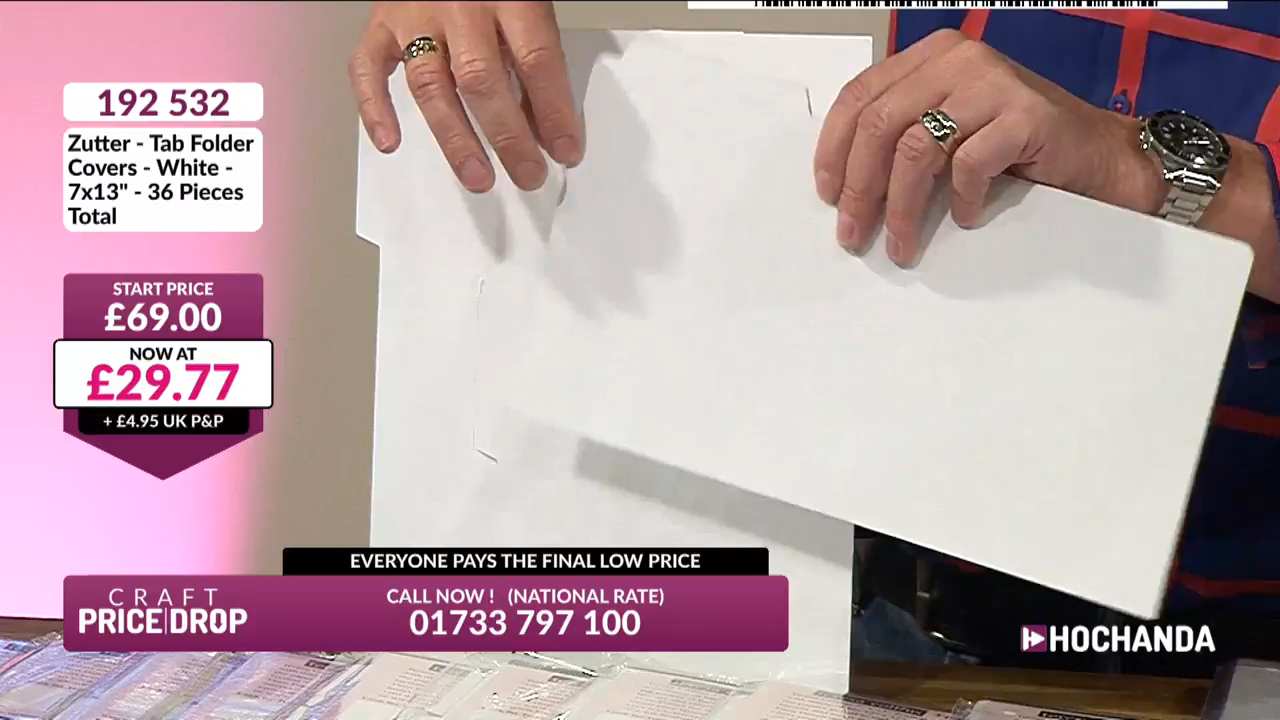 192 532
Zutter - Tab Folder
Covers - White -
7x13" - 36 Pieces
Total
START PRICE
£69.00
NOW AT
£29.77
+ £4.95 UK P&P
EVERYONE PAYS THE FINAL LOW PRICE
CRAFT
PRICE DROP
CALL NOW ! (NATIONAL RATE)
01733 797 100
HOCHANDA